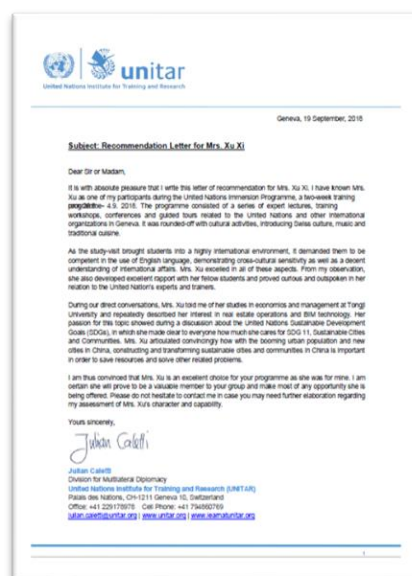 unitar
United Nations Institute for Training and Research
Geneva, 19 September, 2016
Subject: Recommendation Letter for Mrs. Xu Xi
Dear Sir or Madam,
It is with absolute pleasure that I write this letter of recommendation for Mrs. Xu Xi. I have known Mrs.
Xu as one of my participants during the United Nations Immersion Programme, a two-week training
4.9. 2016. The programme consisted of a series of expert lectures, training
workshops, conferences and guided tours related to the United Nations and other international
organizations in Geneva. It was rounded-off with cultural activities, introducing Swiss culture, music and
traditional cuisine.
As the study-visit brought students into a highly international environment, it demanded them to be
competent in the use of English language, demonstrating cross-cultural sensitivity as well as a decent
understanding of international affairs. Mrs. Xu excelled in all of these aspects. From my observation,
she also developed excellent rapport with her fellow students and proved curious and outspoken in her
relation to the United Nation's experts and trainers.
During our direct conversations, Mrs. Xu told me of her studies in economics and management at Tongji
University and repeatedly described her interest in real estate operations and BIM technology. Her
passion for this topic showed during a discussion about the United Nations Sustainable Development
Goals (SDGs), in which she made clear to everyone how much she cares for SDG 11, Sustainable Cities
and Communities. Mrs. Xu articulated convincingly how with the booming urban population and new
cities in China, constructing and transforming sustainable cities and communities in China is important
in order to save resources and solve other related problems.
I am thus convinced that Mrs. Xu is an excellent choice for your programme as she was for mine. I am
certain she will prove to be a valuable member to your group and make most of any opportunity she is
being offered. Please do not hesitate to contact me in case you may need further elaboration regarding
my assessment of Mrs. Xu's character and capability.
Yours sincerely,
Julian Caletti
Julian Caletti
Division for Multilateral Diplomacy
United Nations Institute for Training and Research (UNITAR)
Palais des Nations, CH-1211 Geneva 10, Switzerland
Office: +41 229178978 Cell Phone: +41 794860769
julian.caletti@unitar.org | www.unitar.org | www.learnatunitar.org
1